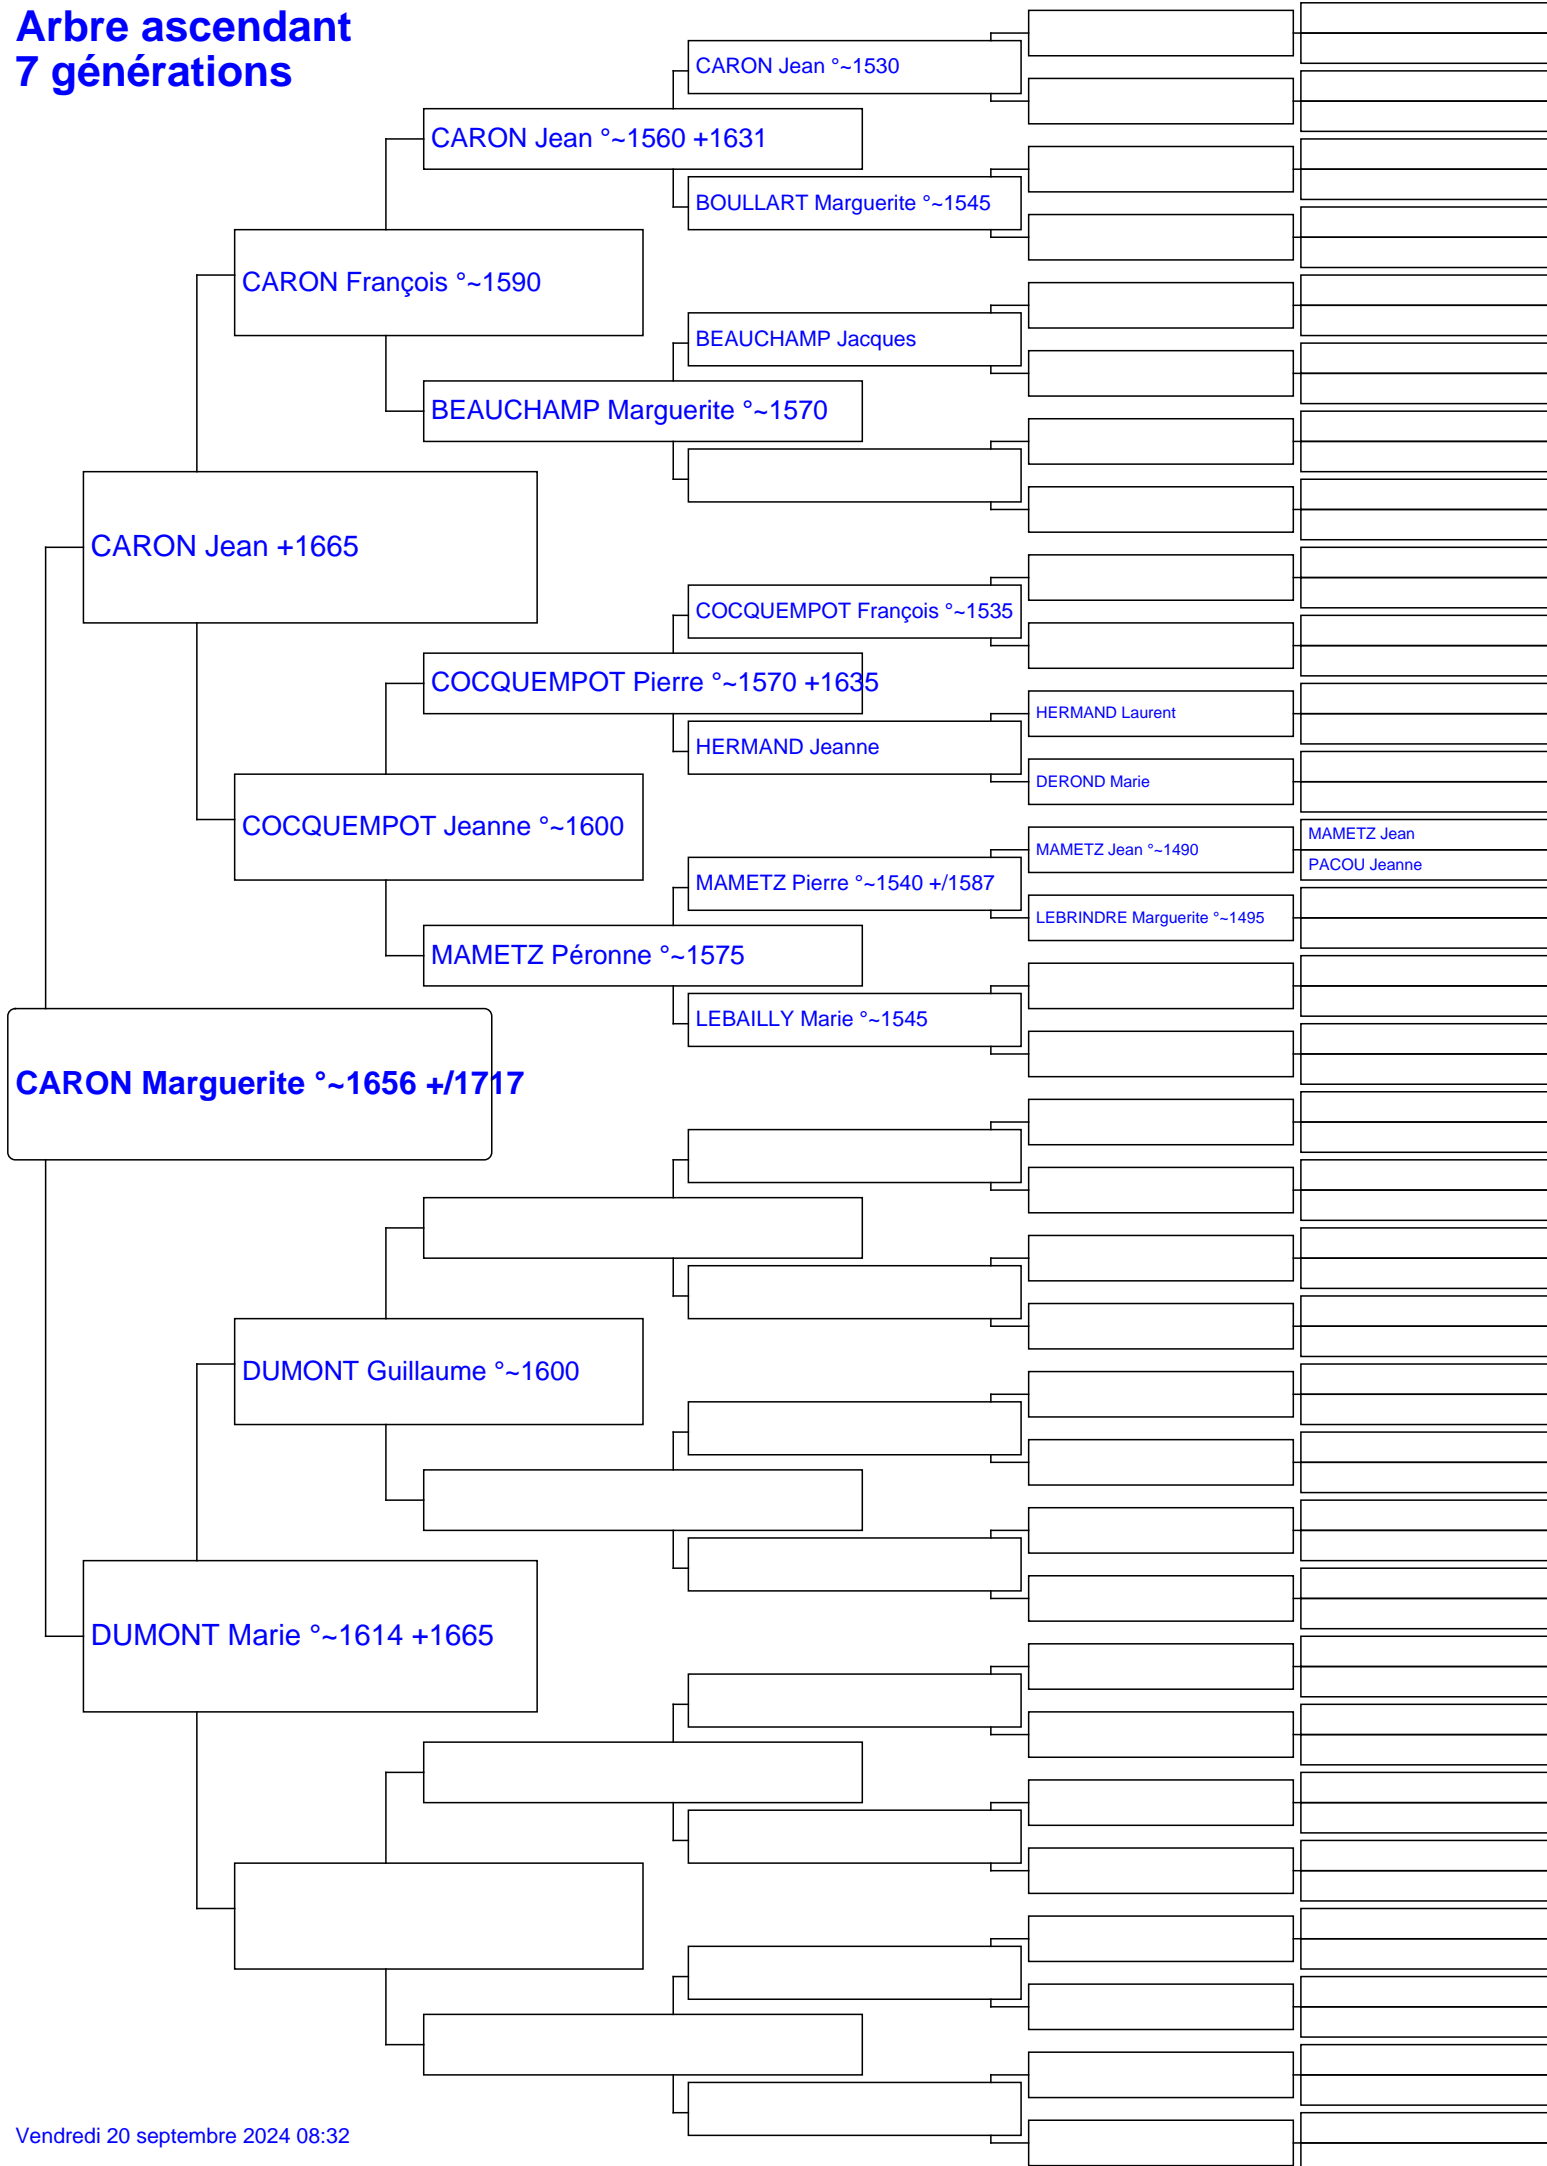 Arbre ascendant
7 générations
CARON Jean °~1530
CARON Jean °~1560 +1631
BOULLART Marguerite °~1545
CARON François °~1590
BEAUCHAMP Jacques
BEAUCHAMP Marguerite °~1570
CARON Jean +1665
COCQUEMPOT François °~1535
COCQUEMPOT Pierre °~1570 +1635
HERMAND Laurent
HERMAND Jeanne
DEROND Marie
COCQUEMPOT Jeanne °~1600
MAMETZ Jean
MAMETZ Jean °~1490
PACOU Jeanne
MAMETZ Pierre °~1540 +/1587
LEBRINDRE Marguerite °~1495
MAMETZ Péronne °~1575
LEBAILLY Marie °~1545
CARON Marguerite °~1656 +/1717
DUMONT Guillaume °~1600
DUMONT Marie °~1614 +1665
Vendredi 20 septembre 2024 08:32